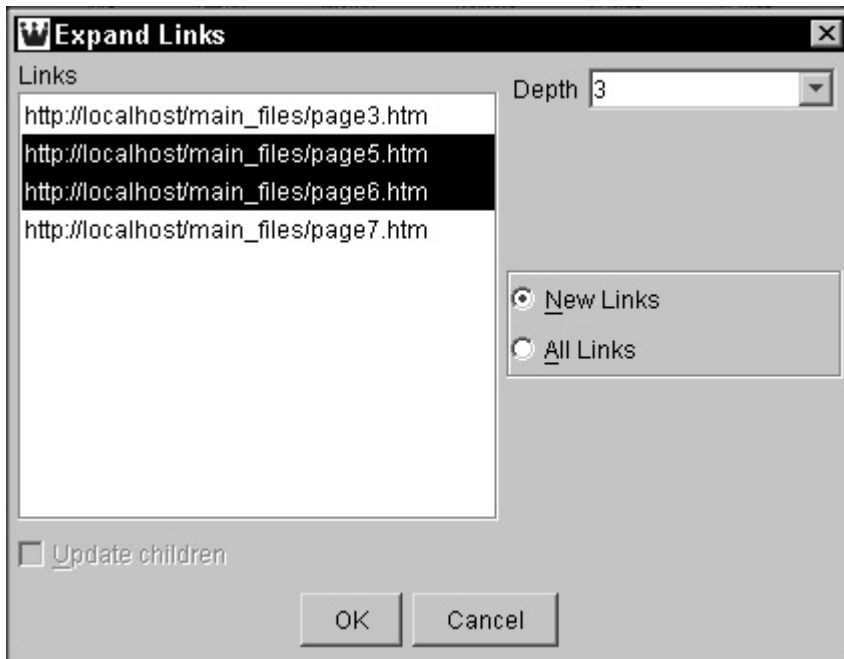 Expand Links
Links
Depth 3
http://localhost/main_files/page3.htm
http://localhost/main_files/page5.htm
http://localhost/main_files/page6.htm
http://localhost/main_files/page7.htm
New Links
All Links
Update children
OK Cancel